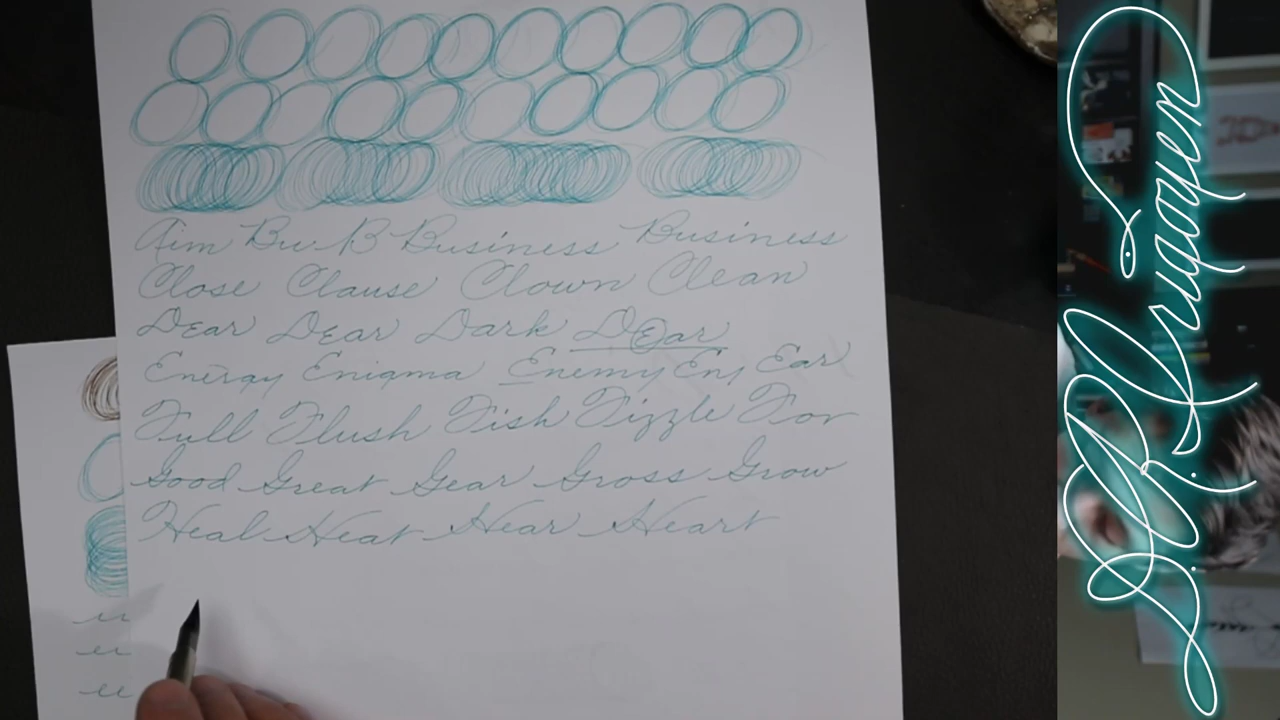 Aim Bu B Business Business
Close Clause Clown Clean
Dear Dear Dark Dear
Energy Enigma Enemy Enj Ear
Full Flush Fish Fizzle For
Good Great Gear Gross Grow
Heal Heat Hear Heart